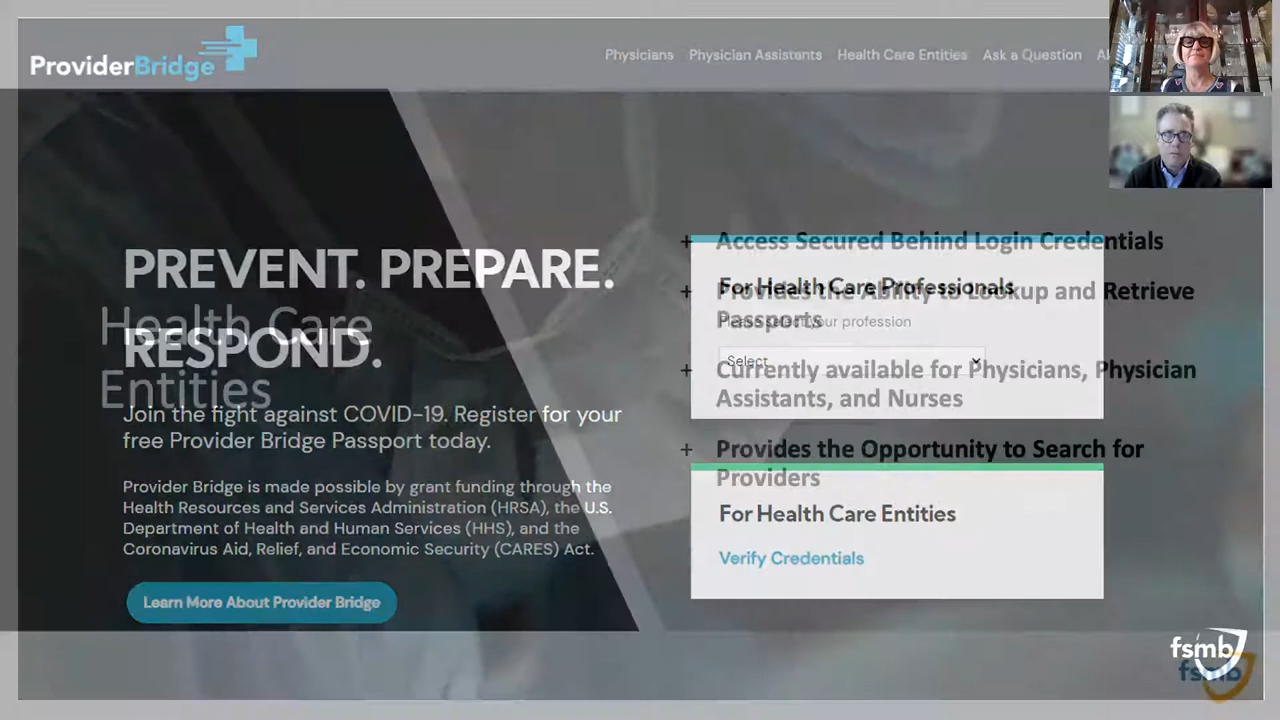 ProviderBridge
Physicians Physician Assistants Health Care Entities Ask a Question
PREVENT. PREPARE.
RESPOND.
Health Care
Entities
Join the fight against COVID-19. Register for your
free Provider Bridge Passport today.
Provider Bridge is made possible by grant funding through the
Health Resources and Services Administration (HRSA), the U.S.
Department of Health and Human Services (HHS), and the
Coronavirus Aid, Relief, and Economic Security (CARES) Act.
Learn More About Provider Bridge
+ Access Secured Behind Login Credentials
+ Provides the Ability to Lookup and Retrieve
Passports
+ Currently available for Physicians, Physician
Assistants, and Nurses
+ Provides the Opportunity to Search for
Providers
For Health Care Professionals
Please select your profession
Select
For Health Care Entities
Verify Credentials
fsmb
fsmb